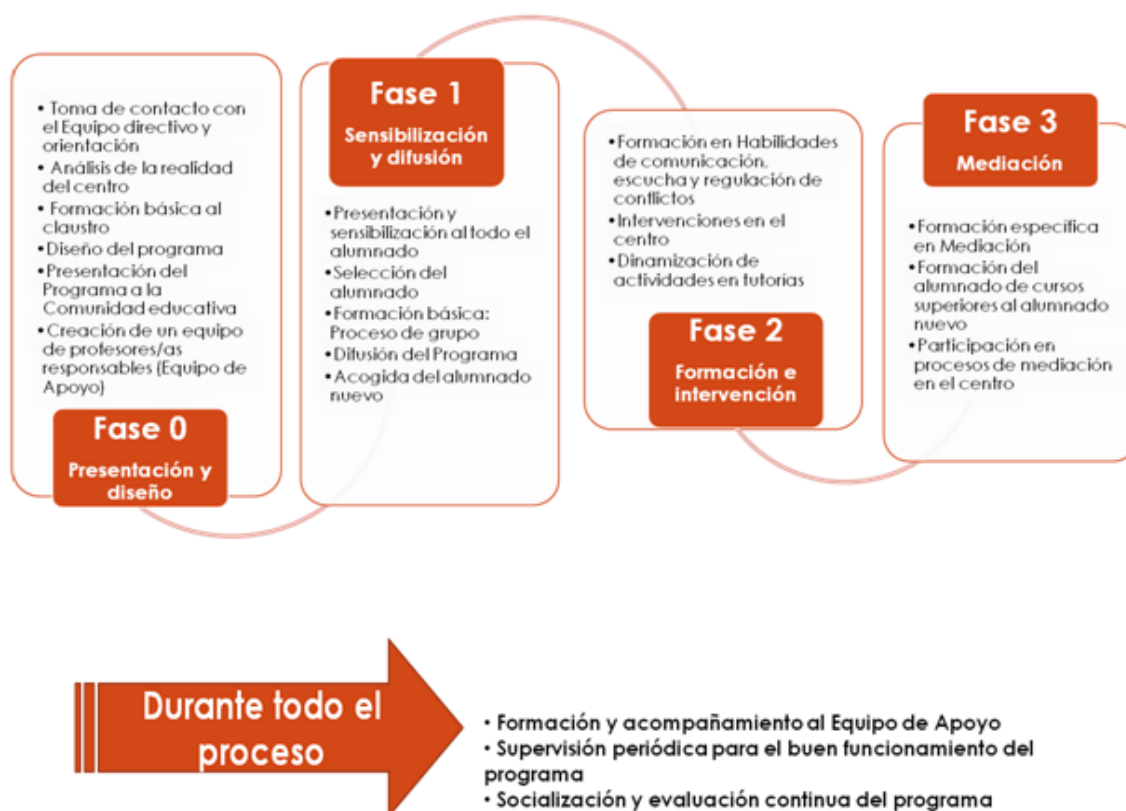 • Toma de contacto con
el Equipo directivo y
orientación
• Análisis de la realidad
del centro
• Formación básica al
claustro
• Diseño del programa
• Presentación del
Programa a la
Comunidad educativa
• Creación de un equipo
de profesores/as
responsables (Equipo de
Apoyo)
Fase 0
Presentación y
diseño
Fase 1
Sensibilización
y difusión
• Presentación y
sensibilización al todo el
alumnado
• Selección del
alumnado
• Formación básica:
Proceso de grupo
• Difusión del Programa
• Acogida del alumnado
nuevo
• Formación en Habilidades
de comunicación,
escucha y regulación de
conflictos
• Intervenciones en el
centro
• Dinamización de
actividades en tutorías
Fase 2
Formación e
intervención
Fase 3
Mediación
• Formación específica
en Mediación
• Formación del
alumnado de cursos
superiores al alumnado
nuevo
• Participación en
procesos de mediación
en el centro
Durante todo el
proceso
• Formación y acompañamiento al Equipo de Apoyo
• Supervisión periódica para el buen funcionamiento del
programa
• Socialización y evaluación continua del programa